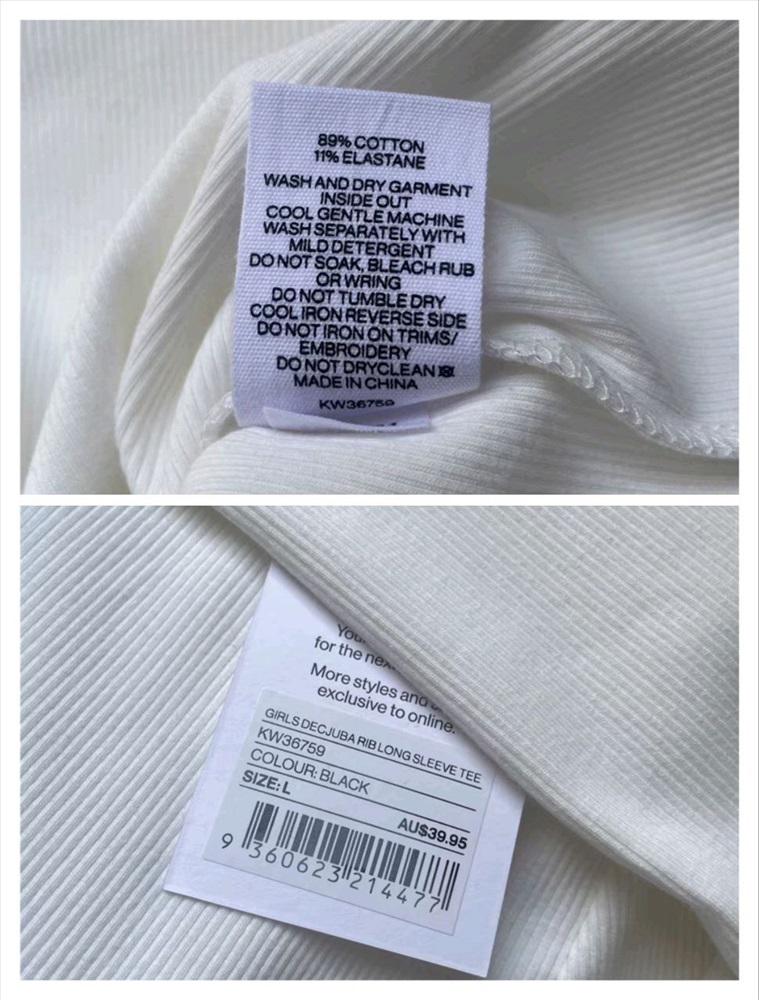 89% COTTON
11% ELASTANE
WASH AND DRY GARMENT
INSIDE OUT
COOL GENTLE MACHINE
WASH SEPARATELY WITH
MILD DETERGENT
DO NOT SOAK, BLEACH RUB
OR WRING
DO NOT TUMBLE DRY
COOL IRON REVERSE SIDE
DO NOT IRON ON TRIMS/
EMBROIDERY
DO NOT DRYCLEAN
MADE IN CHINA
KW36759
for the
More styles and
exclusive to online.
GIRLS DECJUBA RIB LONG SLEEVE TEE
KW36759
COLOUR: BLACK
SIZE: L
AU$39.95
9 360623 214477